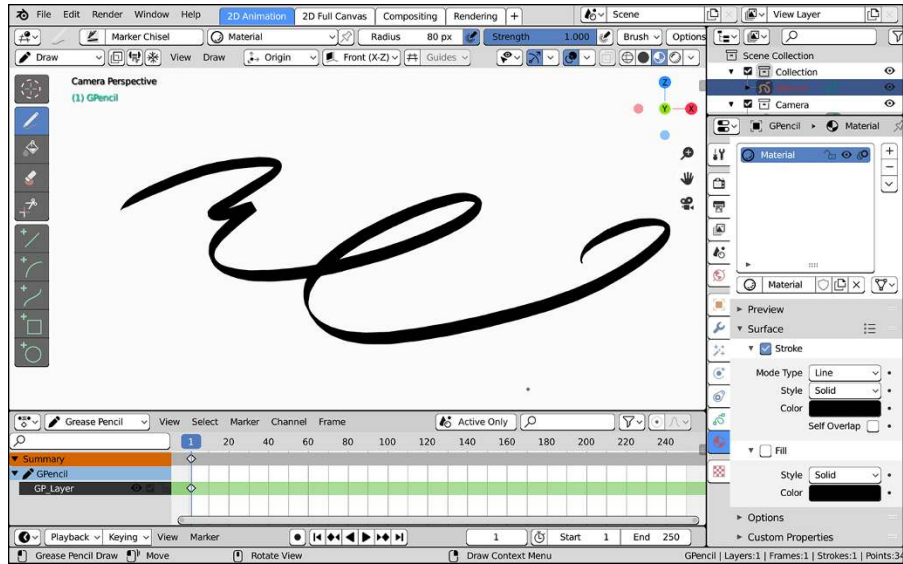 File Edit Render Window Help 2D Animation 2D Full Canvas Compositing Rendering + Scene View Layer
Marker Chisel Material Radius 80 px Strength 1.000 Brush Options
Draw View Draw Origin Front (X-Z) Guides
Scene Collection
Collection
Camera
Camera Perspective
(1) GPencil
Z
Y
X
GPencil Material
Material
Material
Preview
Surface
Stroke
Mode Type Line
Style Solid
Color
Self Overlap
Fill
Style Solid
Color
Options
Custom Properties
Grease Pencil View Select Marker Channel Frame Active Only
1 20 40 60 80 100 120 140 160 180 200 220 240
Summary
GPencil
GP_Layer
Playback Keying View Marker 1 Start 1 End 250
Grease Pencil Draw Move Rotate View Draw Context Menu GPencil | Layers:1 | Frames:1 | Strokes:1 | Points:34